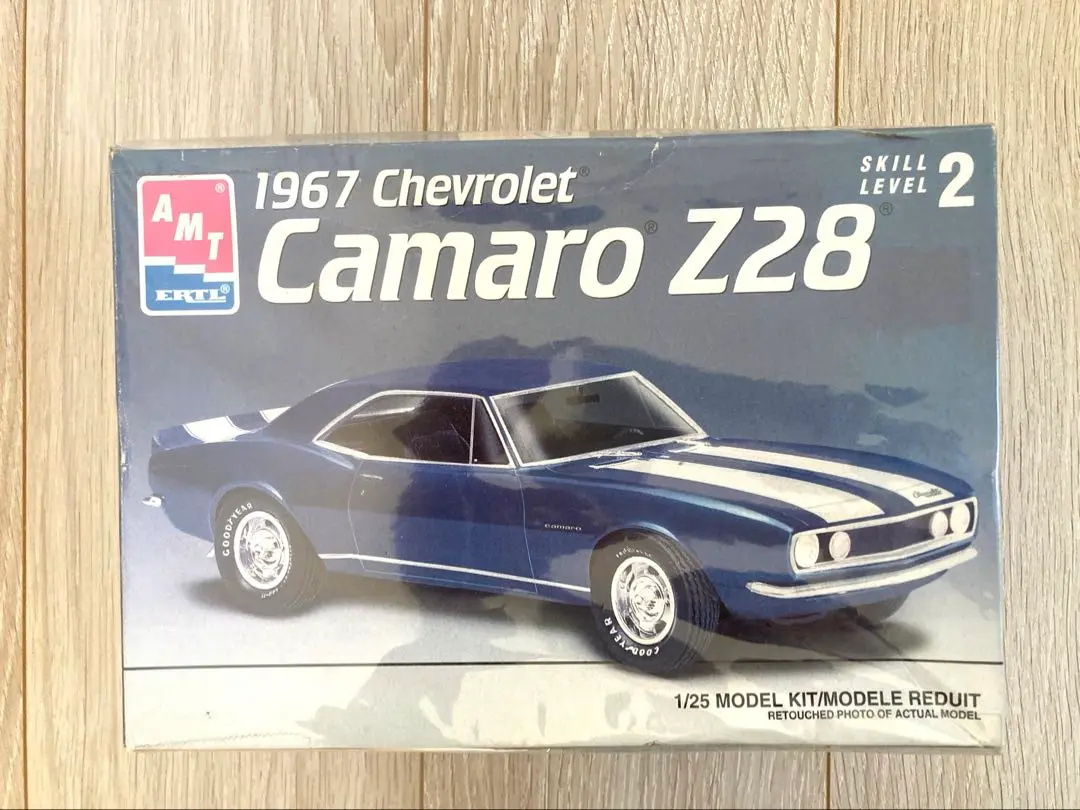 AMT®
ERTL®
1967 Chevrolet®
Camaro® Z28®
SKILL
LEVEL 2
GOODYEAR
Camaro
Chevrolet
GOODYEAR
1/25 MODEL KIT/MODELE REDUIT
RETOUCHED PHOTO OF ACTUAL MODEL